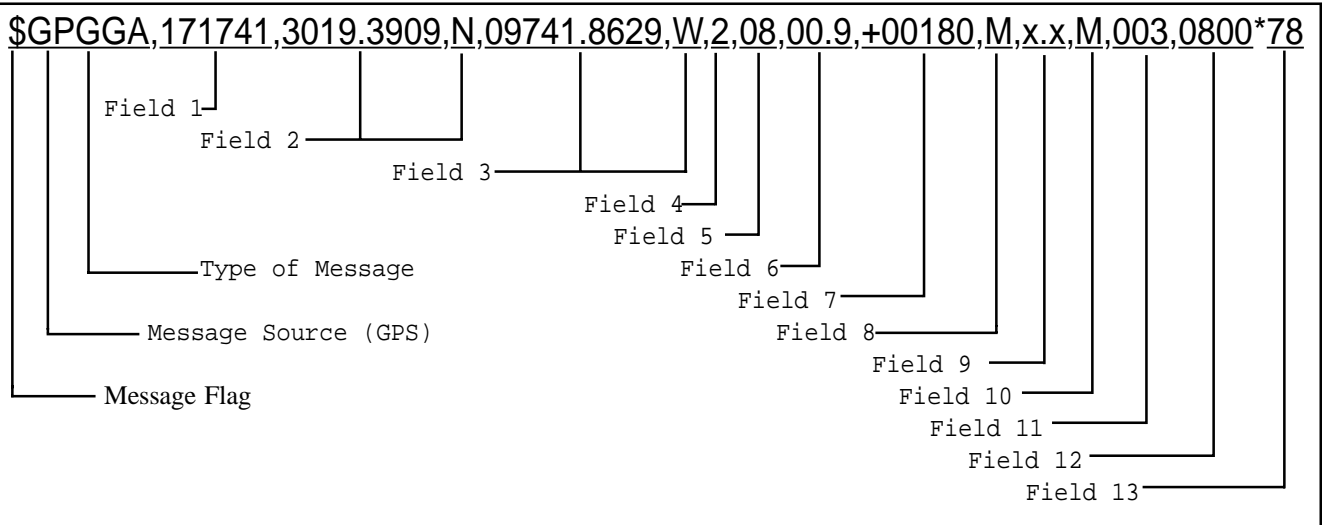 $GPGGA,171741,3019.3909,N,09741.8629,W,2,08,00.9,+00180,M,x.x,M,003,0800*78
Field 1
Field 2
Field 3
Field 4
Field 5
Type of Message
Field 6
Field 7
Message Source (GPS)
Field 8
Field 9
Message Flag
Field 10
Field 11
Field 12
Field 13